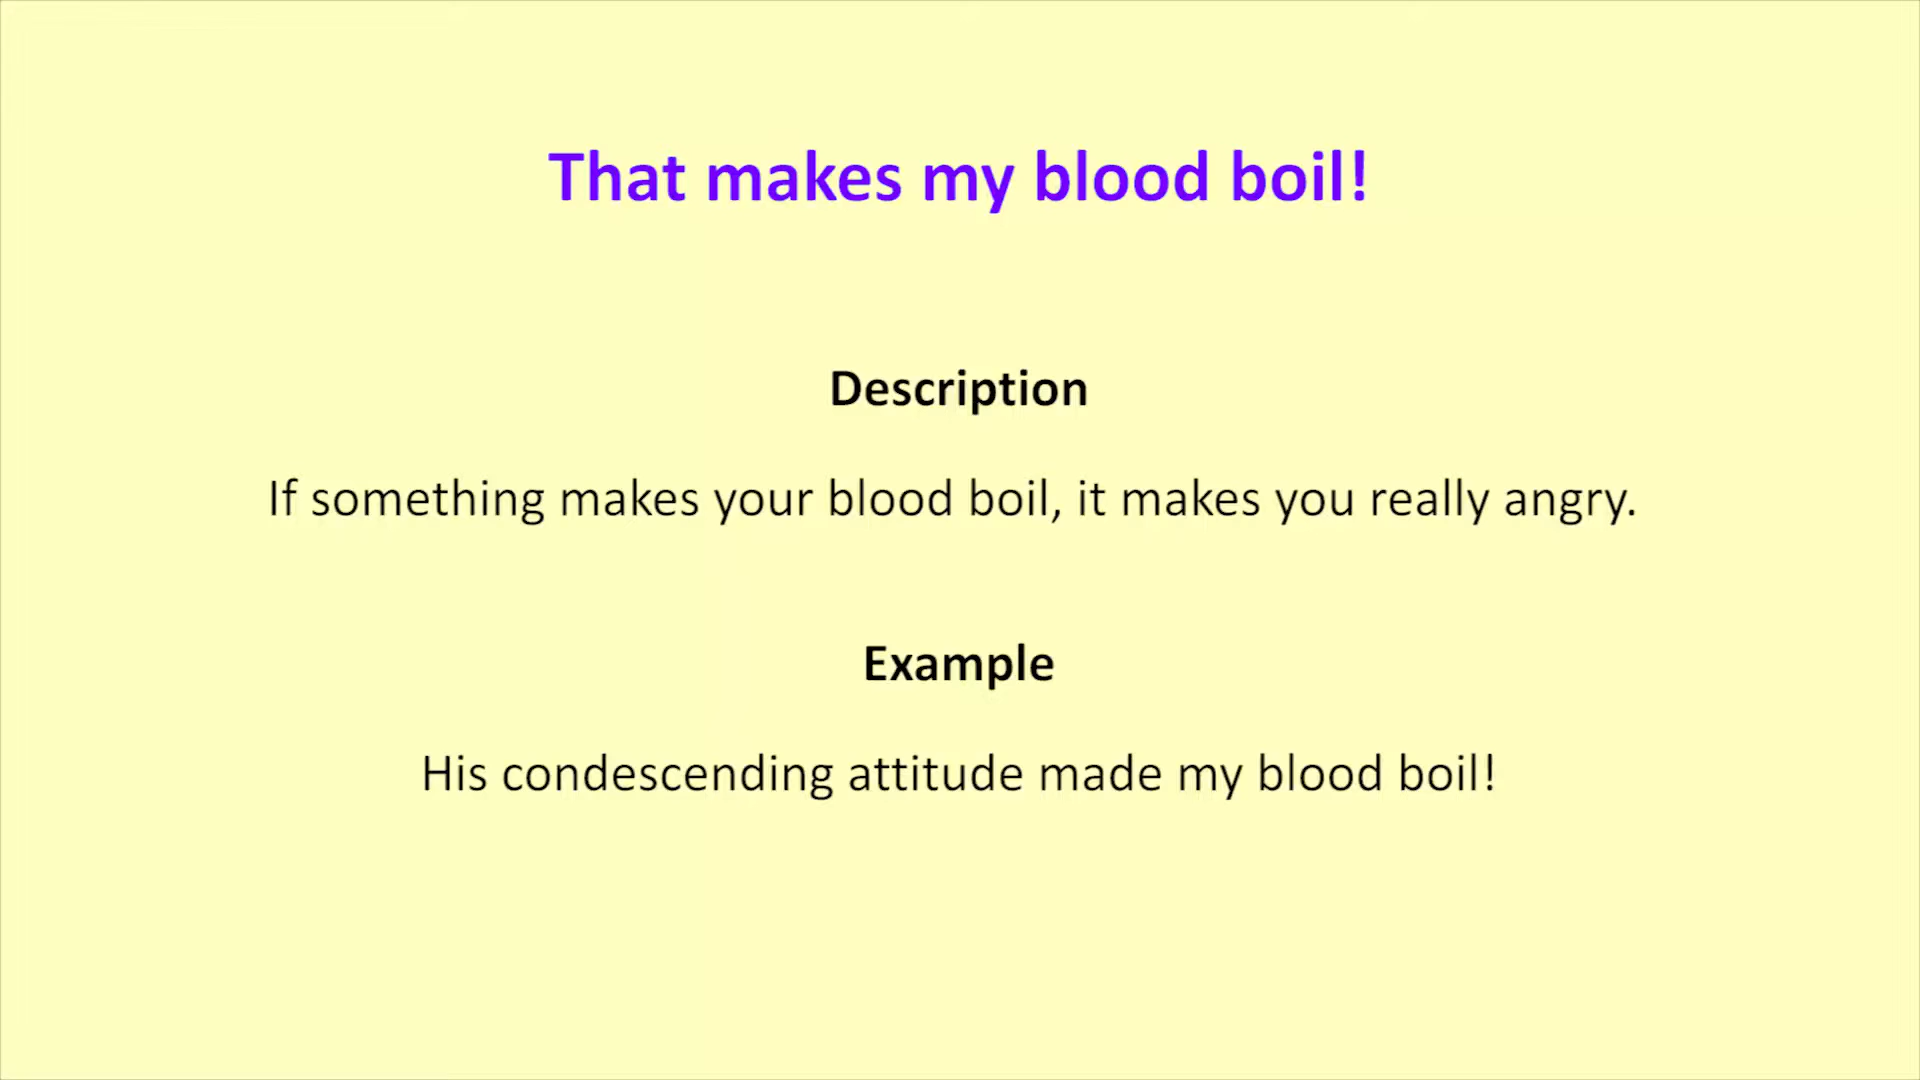 That makes my blood boil!
Description
If something makes your blood boil, it makes you really angry.
Example
His condescending attitude made my blood boil!